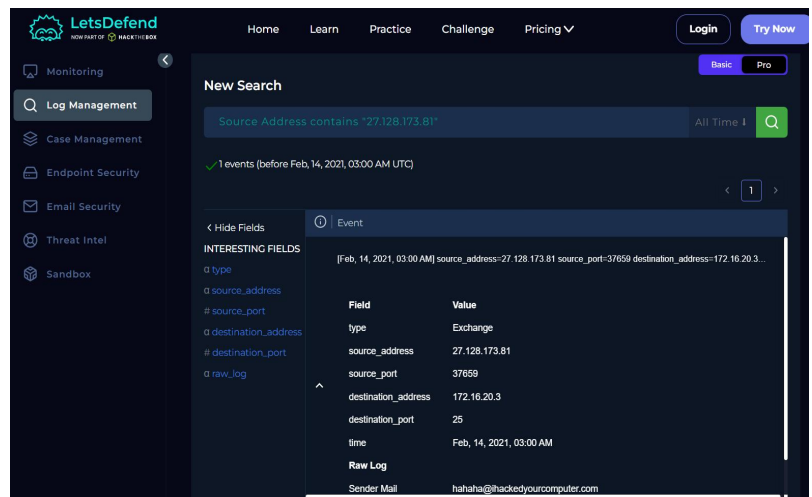 LetsDefend
NOW PART OF HACKTHEBOX
Home Learn Practice Challenge Pricing
Login
Try Now
Monitoring
Log Management
Case Management
Endpoint Security
Email Security
Threat Intel
Sandbox
Basic Pro
New Search
Source Address contains "27.128.173.81"
All Time
1 events (before Feb, 14, 2021, 03:00 AM UTC)
< 1 >
< Hide Fields
INTERESTING FIELDS
α type
α source_address
# source_port
α destination_address
# destination_port
α raw_log
Event
[Feb, 14, 2021, 03:00 AM] source_address=27.128.173.81 source_port=37659 destination_address=172.16.20.3...
Field Value
type Exchange
source_address 27.128.173.81
source_port 37659
destination_address 172.16.20.3
destination_port 25
time Feb, 14, 2021, 03:00 AM
Raw Log
Sender Mail hahaha@ihackedyourcomputer.com